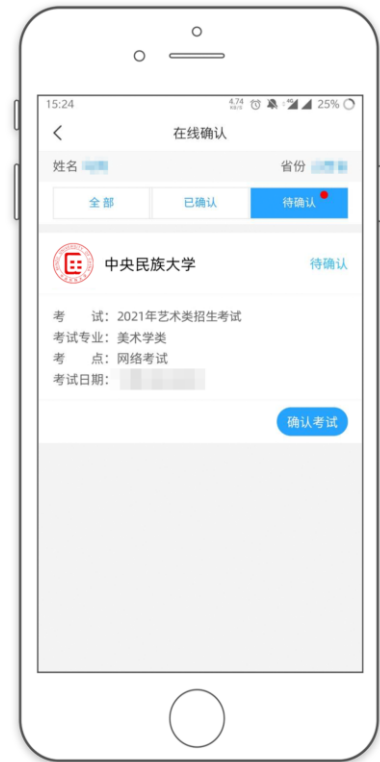 15:24 4.74 KB/S 4G 25%
在线确认
姓名 省份
全部 已确认 待确认
中央民族大学 待确认
考 试：2021年艺术类招生考试
考试专业：美术学类
考 点：网络考试
考试日期：
确认考试